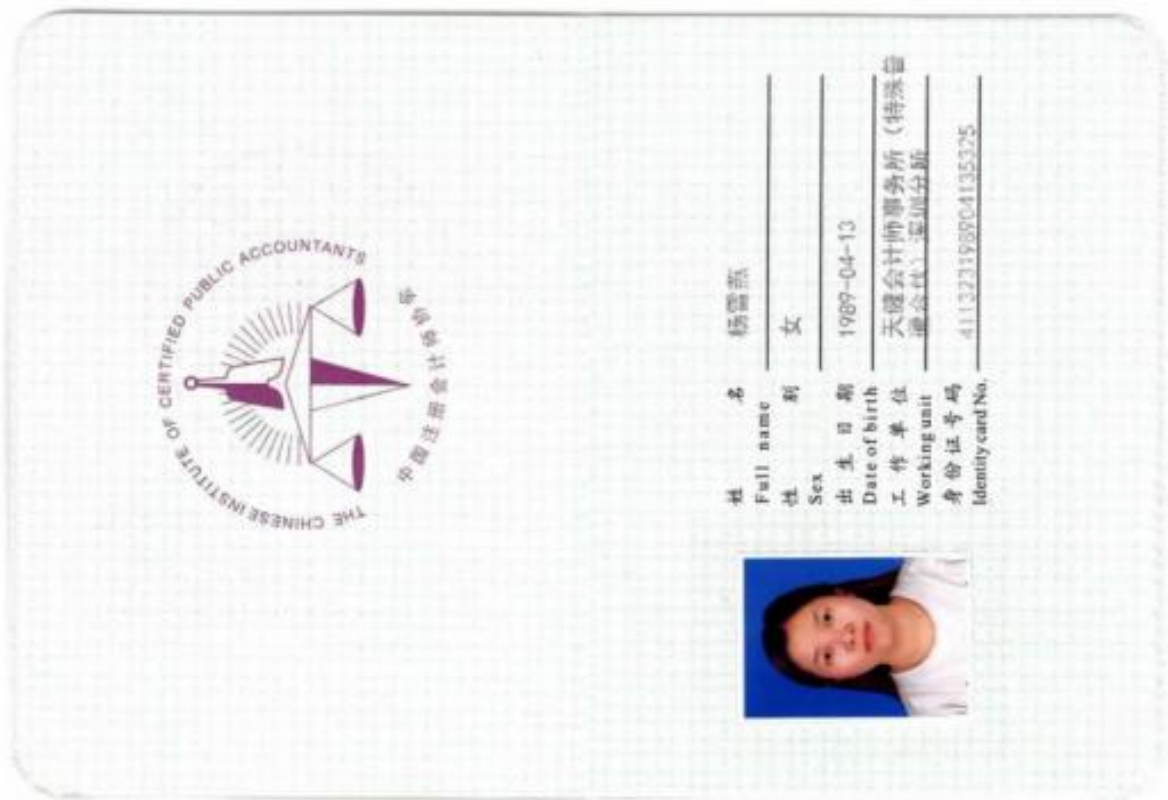 THE CHINESE INSTITUTE OF CERTIFIED PUBLIC ACCOUNTANTS
中国注册会计师协会
姓 名 杨雷燕
Full name
性 别 女
Sex
出 生 日 期 1989-04-13
Date of birth
工 作 单 位 天健会计师事务所（特殊普
通合伙）深圳分所
Working unit
身份证号码 411323198904135325
Identity card No.